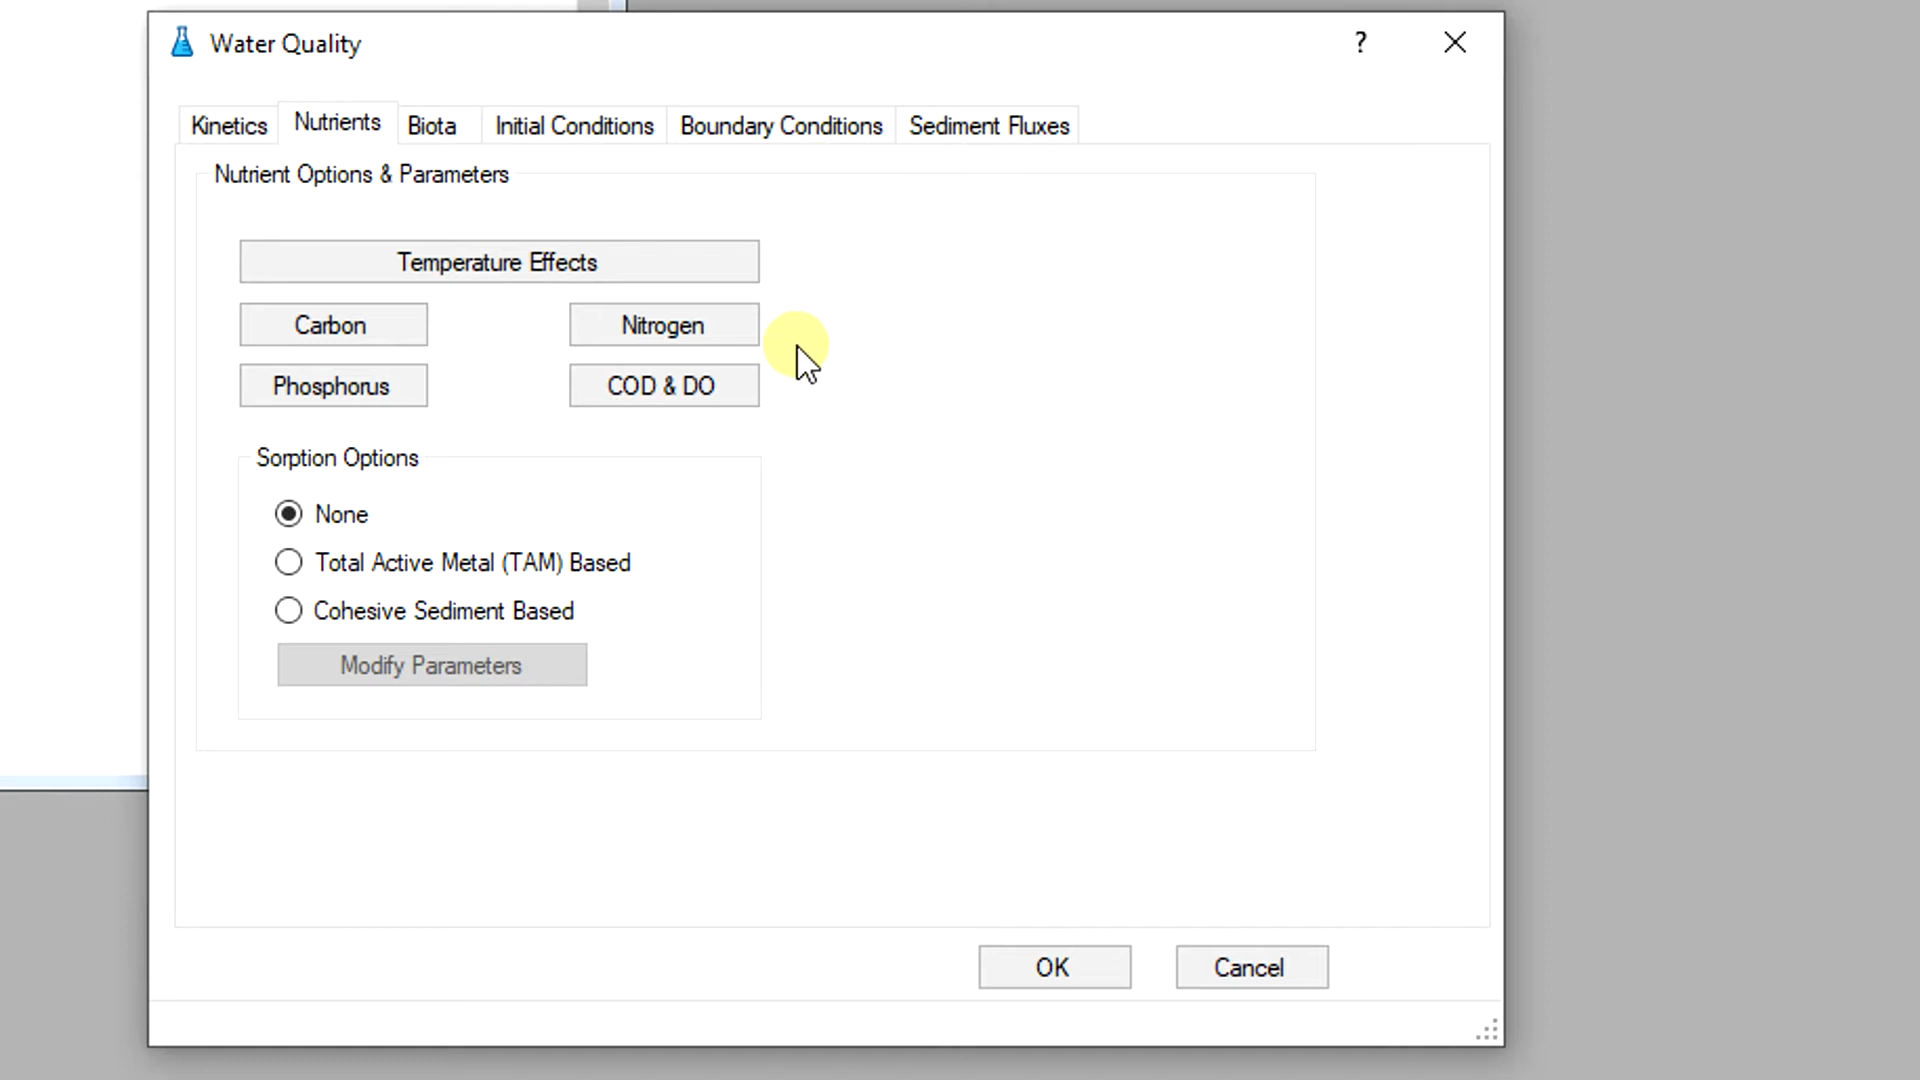 Water Quality
?
Kinetics Nutrients Biota Initial Conditions Boundary Conditions Sediment Fluxes
Nutrient Options & Parameters
Temperature Effects
Carbon Nitrogen
Phosphorus COD & DO
Sorption Options
None
Total Active Metal (TAM) Based
Cohesive Sediment Based
Modify Parameters
OK Cancel